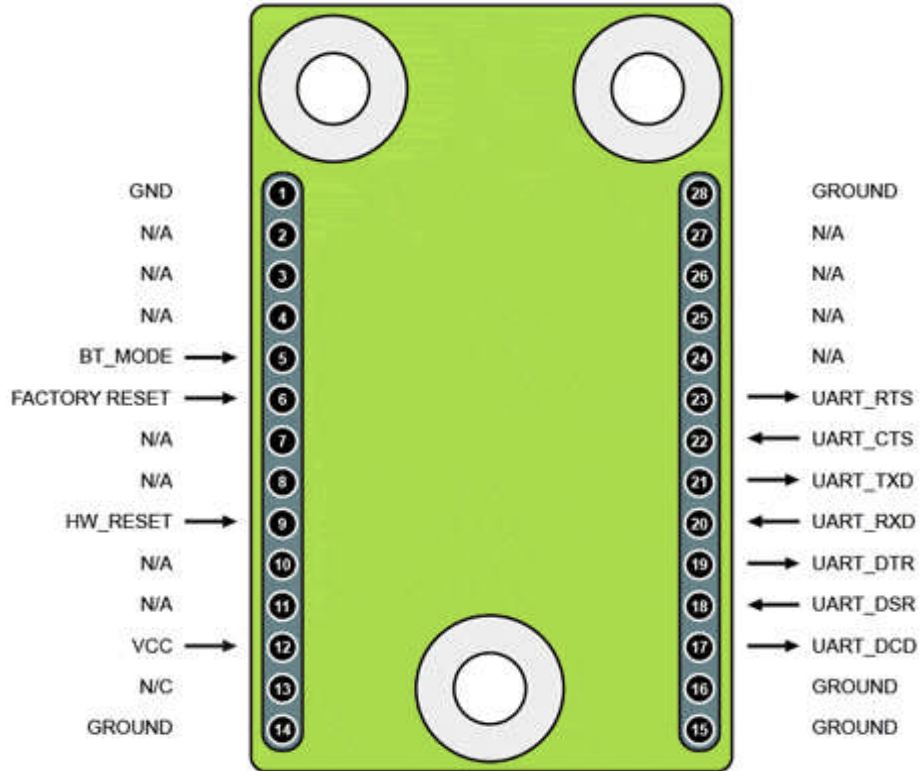 GND 1 28 GROUND
N/A 2 27 N/A
N/A 3 26 N/A
N/A 4 25 N/A
BT_MODE 5 24 N/A
FACTORY RESET 6 23 UART_RTS
N/A 7 22 UART_CTS
N/A 8 21 UART_TXD
HW_RESET 9 20 UART_RXD
N/A 10 19 UART_DTR
N/A 11 18 UART_DSR
VCC 12 17 UART_DCD
N/C 13 16 GROUND
GROUND 14 15 GROUND